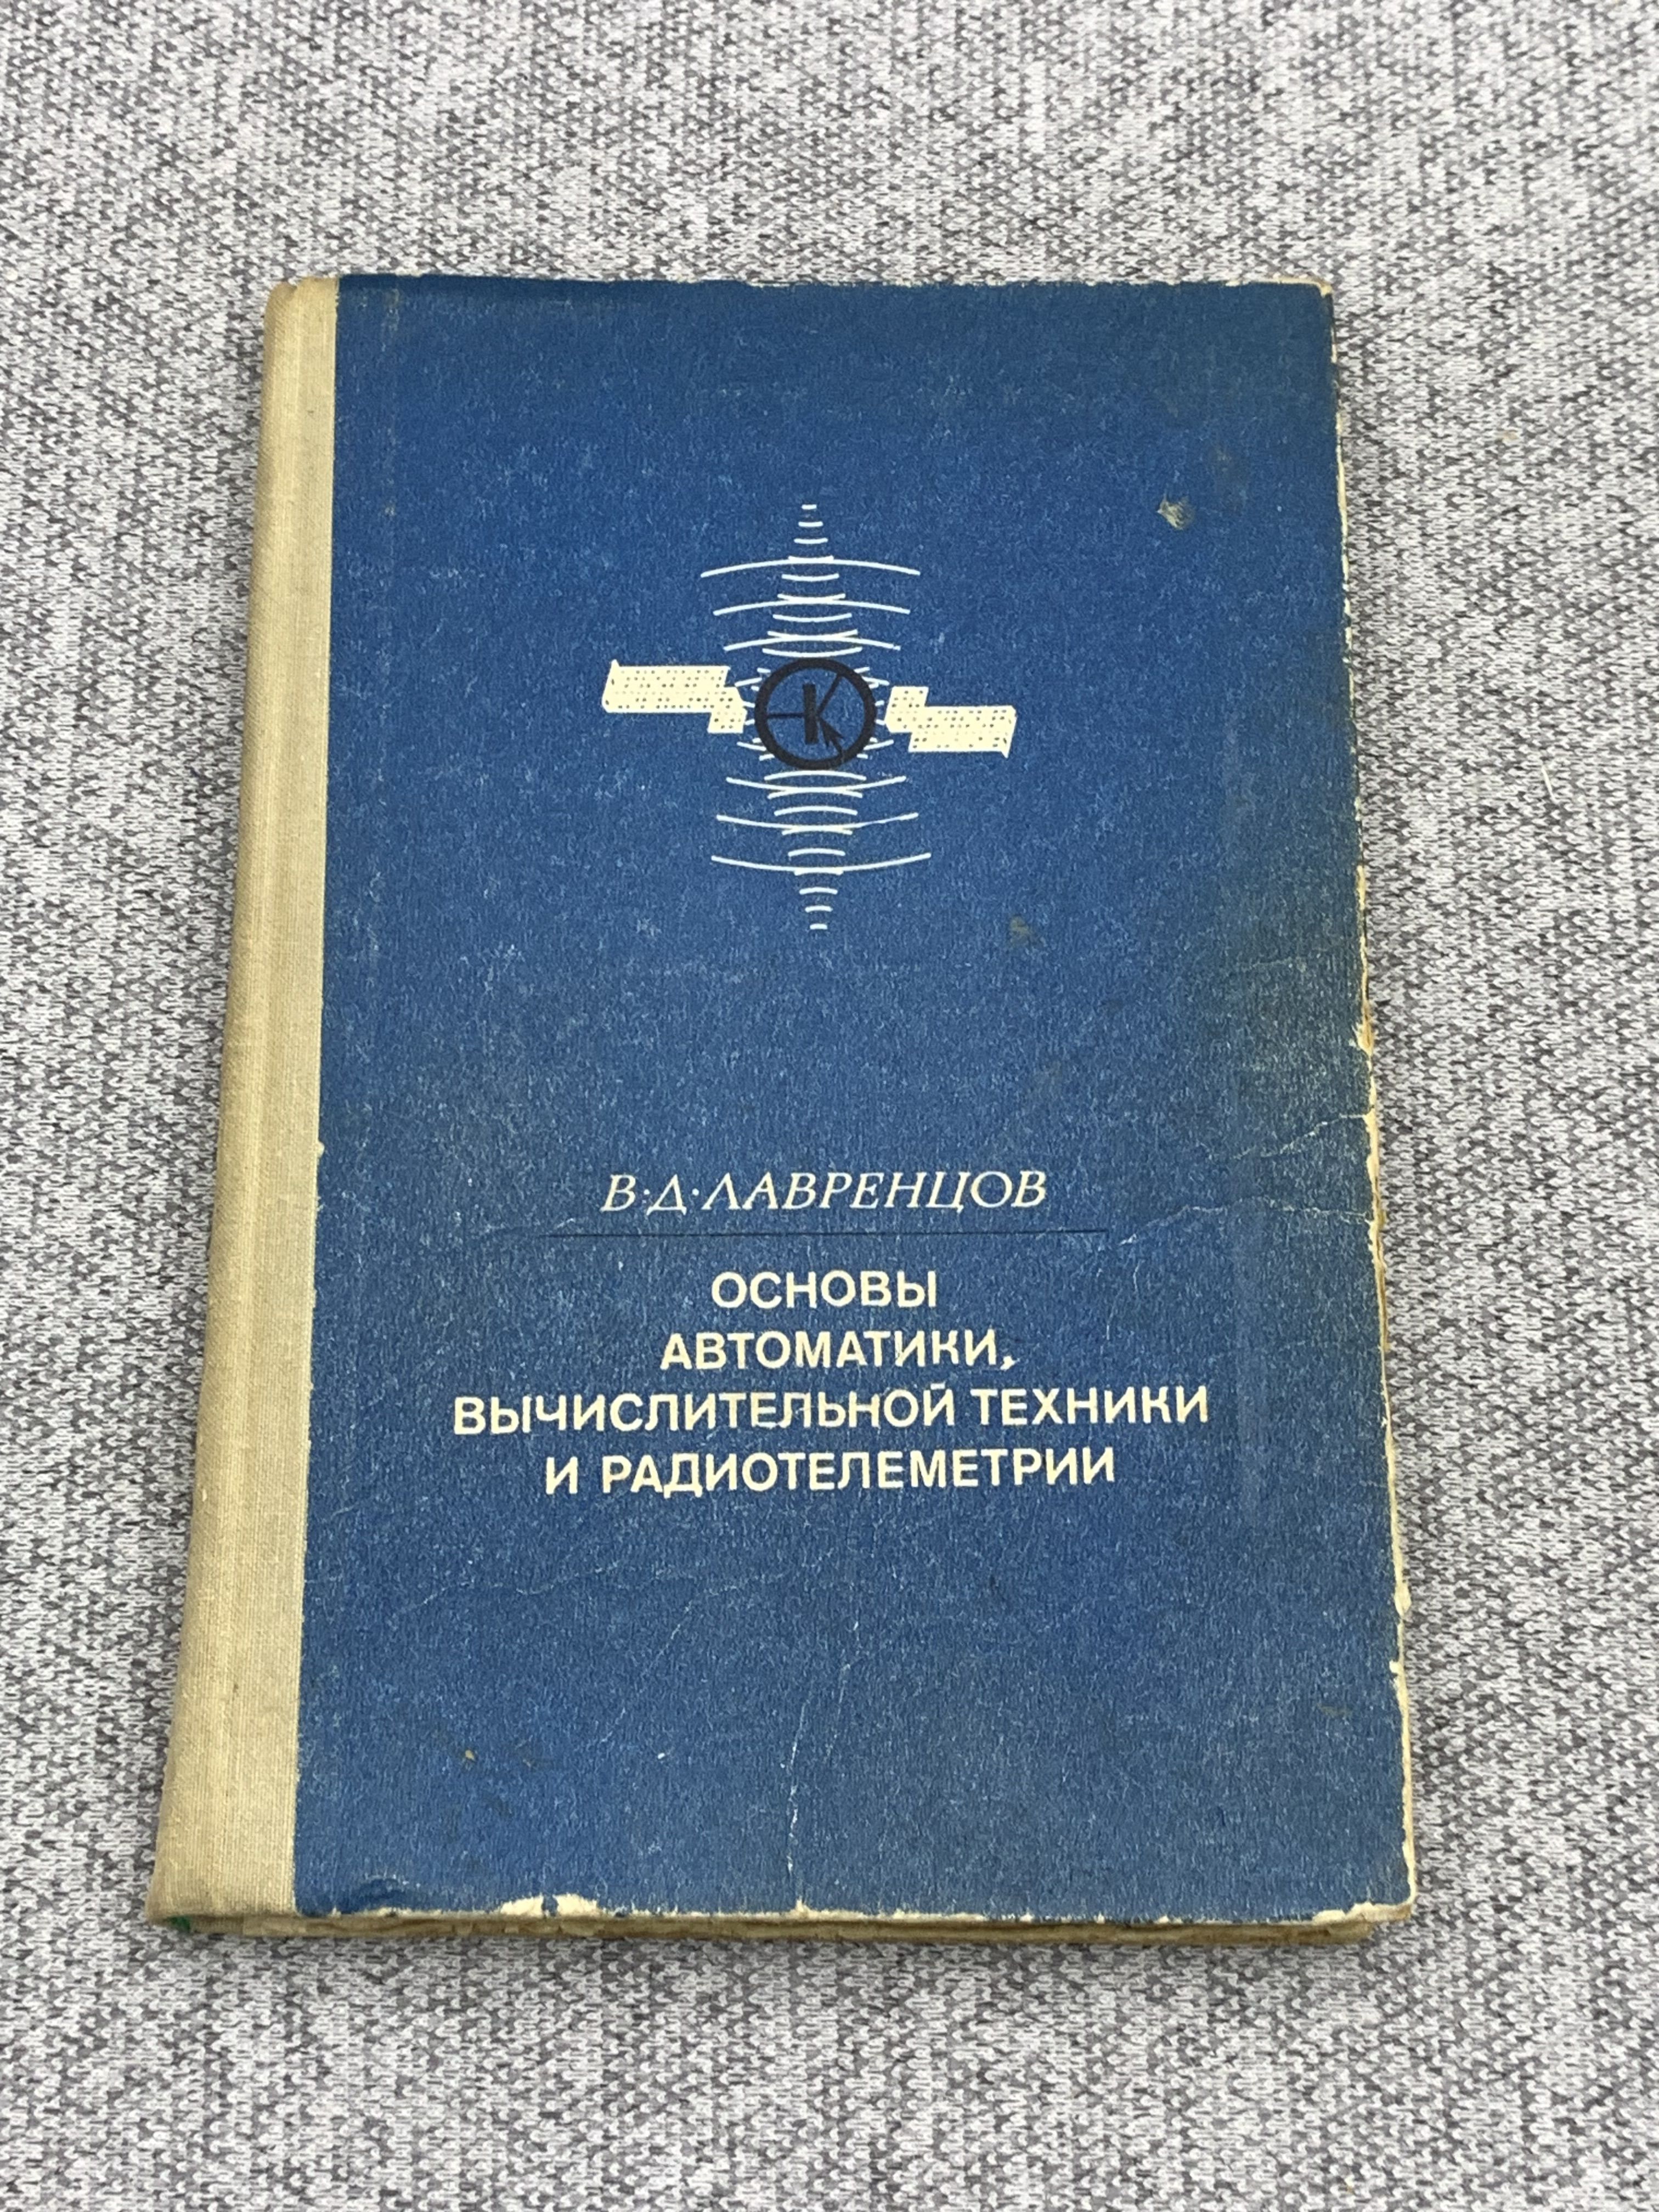 В·Д·ЛАВРЕНЦОВ
ОСНОВЫ
АВТОМАТИКИ,
ВЫЧИСЛИТЕЛЬНОЙ ТЕХНИКИ
И РАДИОТЕЛЕМЕТРИИ